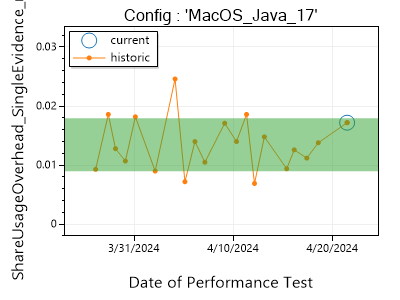 Config : 'MacOS_Java_17'
ShareUsageOverhead_SingleEvidence_
current
historic
0.03
0.02
0.01
0
3/31/2024
4/10/2024
4/20/2024
Date of Performance Test